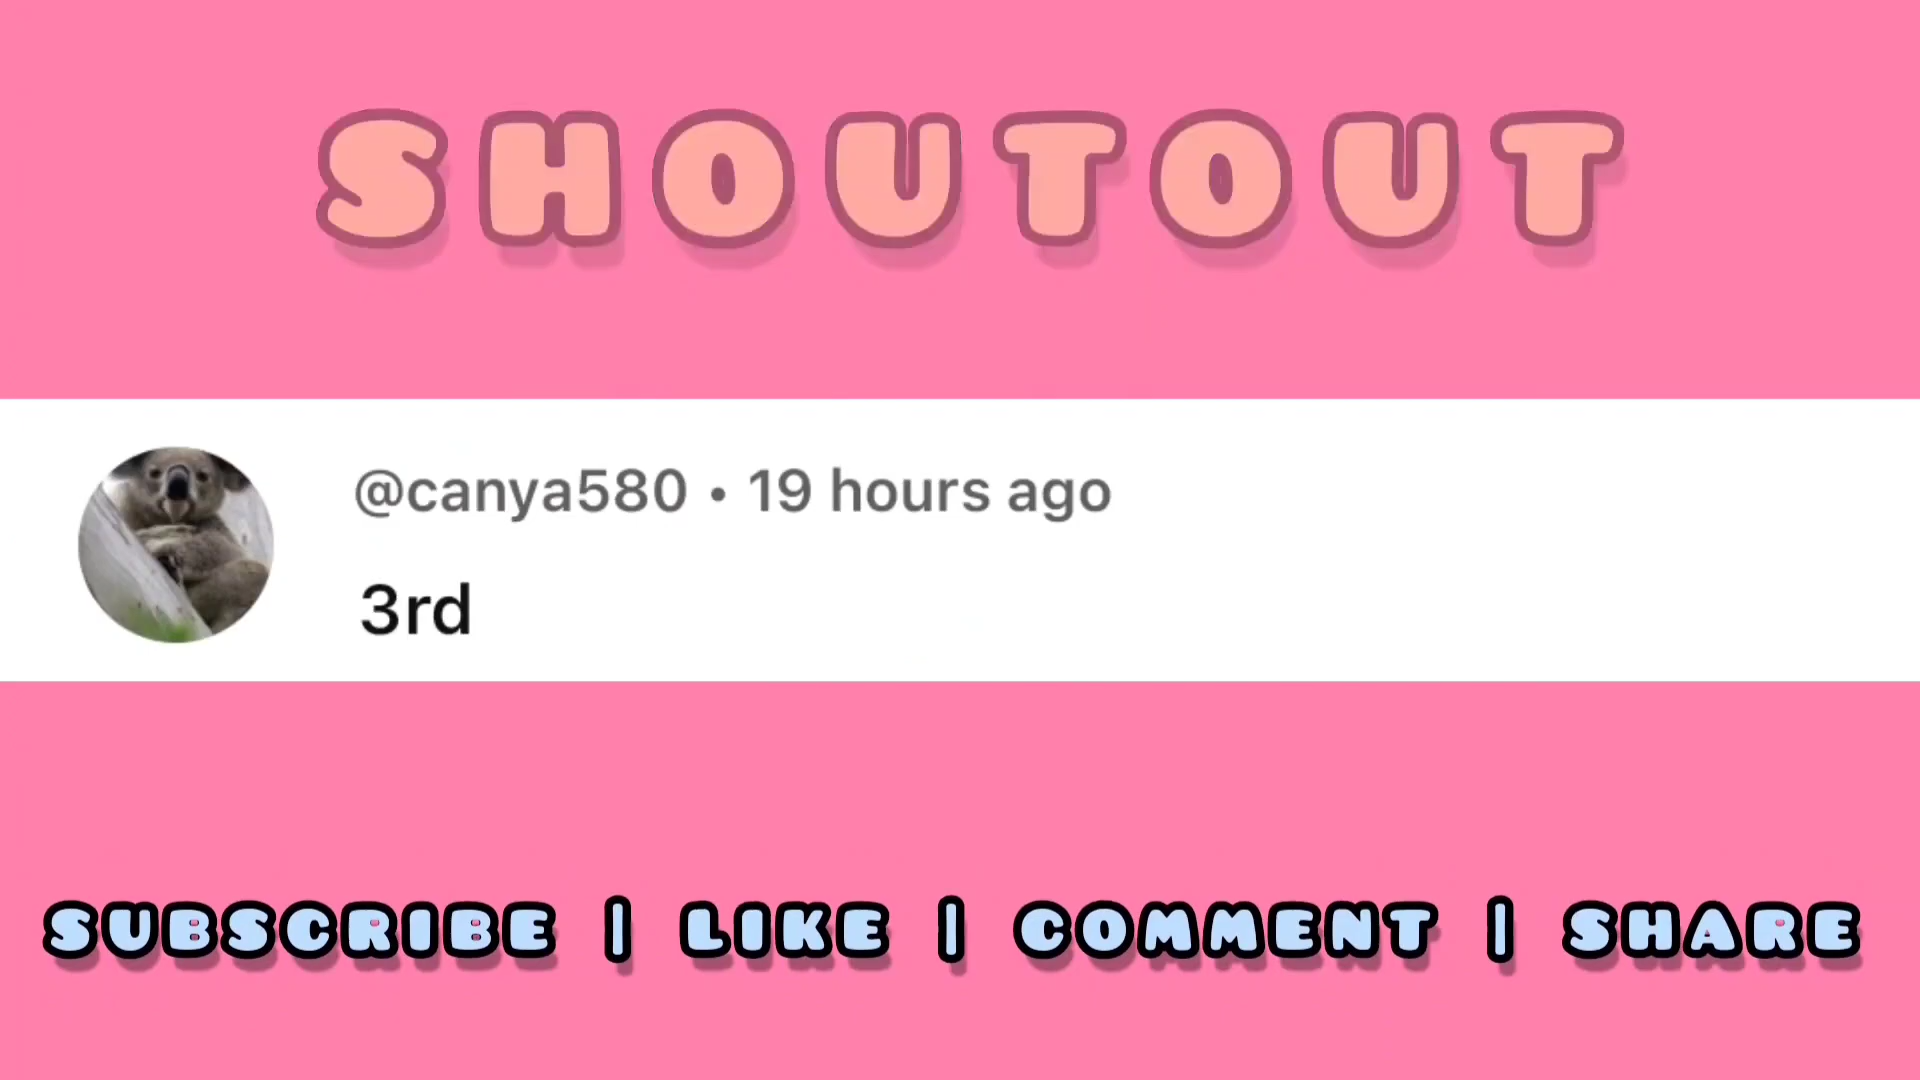 SHOUTOUT
@canya580 • 19 hours ago
3rd
SUBSCRIBE | LIKE | COMMENT | SHARE